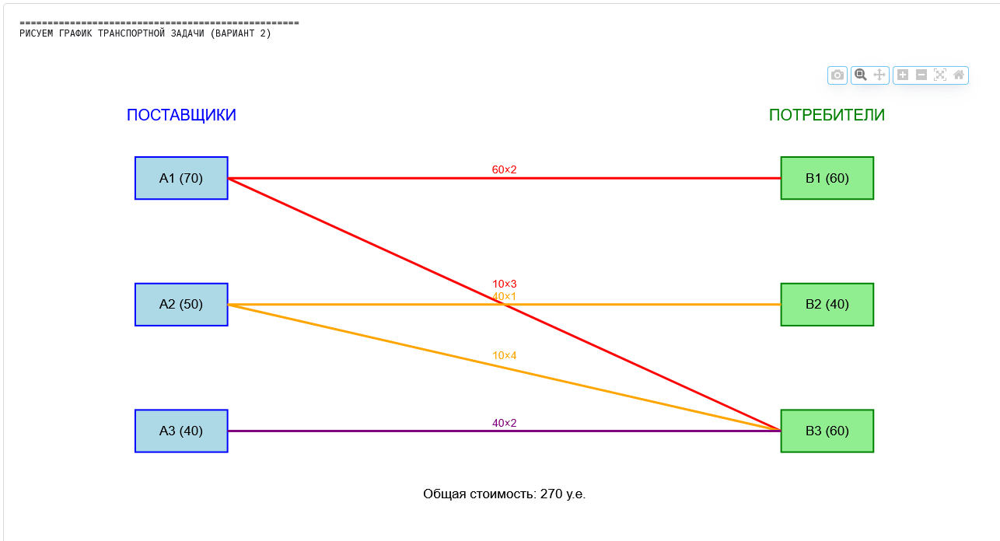 ==================================================
РИСУЕМ ГРАФИК ТРАНСПОРТНОЙ ЗАДАЧИ (ВАРИАНТ 2)
ПОСТАВЩИКИ
ПОТРЕБИТЕЛИ
A1 (70)
60×2
B1 (60)
10×3
40×1
A2 (50)
B2 (40)
10×4
40×2
A3 (40)
B3 (60)
Общая стоимость: 270 у.е.